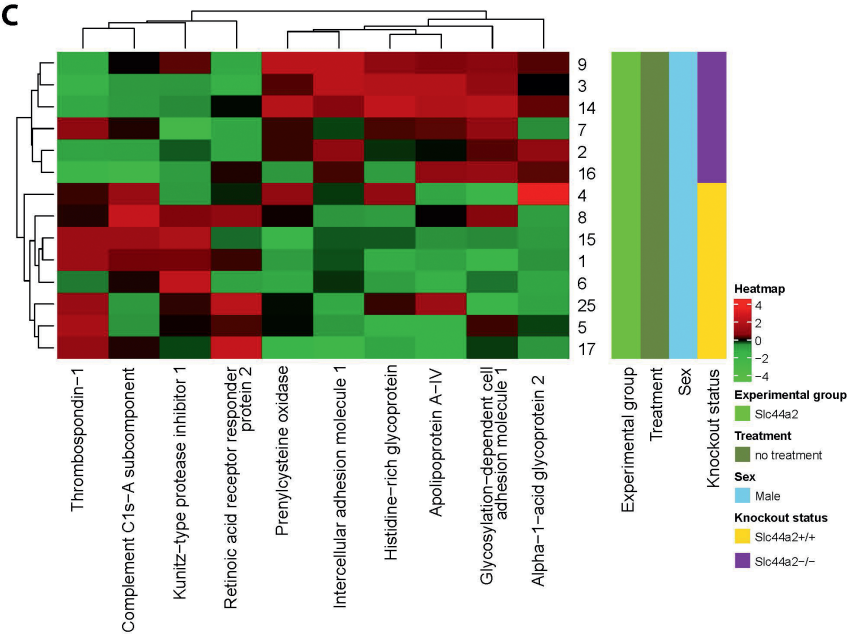 C
9
3
14
7
2
16
4
8
15
1
6
25
5
17
Thrombospondin−1
Complement C1s−A subcomponent
Kunitz−type protease inhibitor 1
Retinoic acid receptor responder
protein 2
Prenylcysteine oxidase
Intercellular adhesion molecule 1
Histidine−rich glycoprotein
Apolipoprotein A−IV
Glycosylation−dependent cell
adhesion molecule 1
Alpha−1−acid glycoprotein 2
Experimental group
Treatment
Sex
Knockout status
Heatmap
4
2
0
−2
−4
Experimental group
Slc44a2
Treatment
no treatment
Sex
Male
Knockout status
Slc44a2+/+
Slc44a2−/−